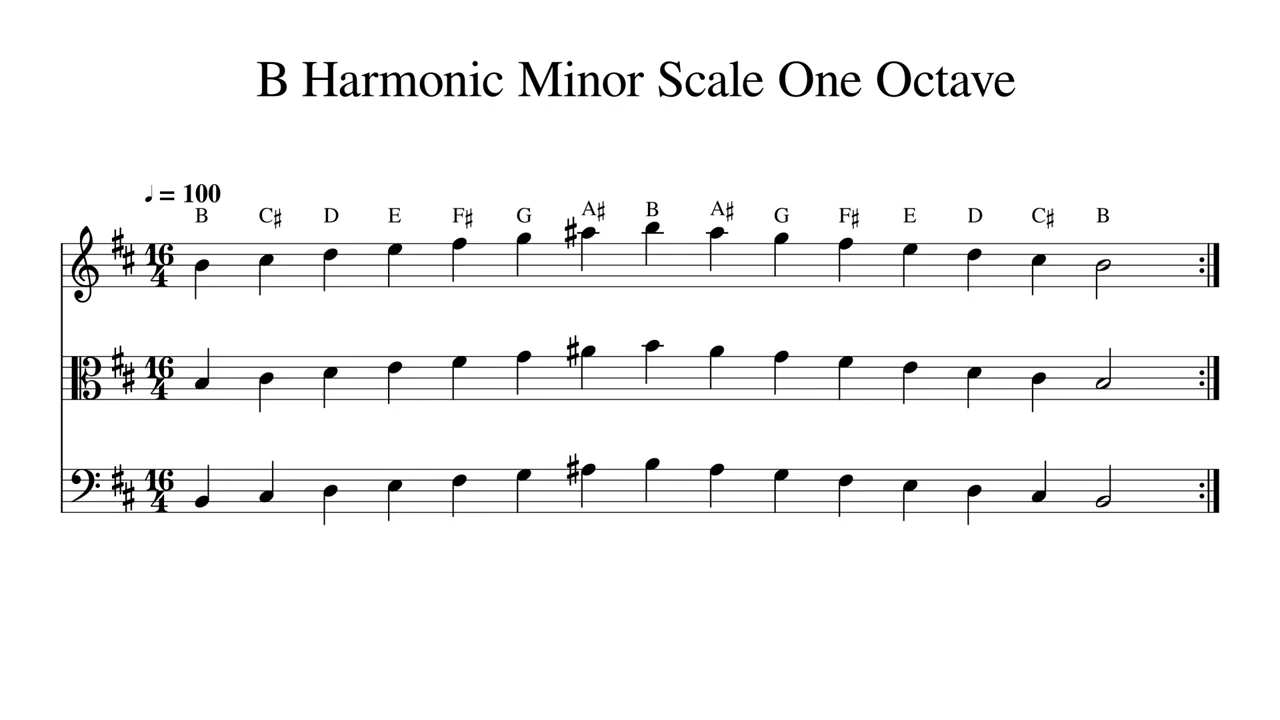 B Harmonic Minor Scale One Octave
♩ = 100
B C♯ D E F♯ G A♯ B A♯ G F♯ E D C♯ B
16
4
16
4
16
4